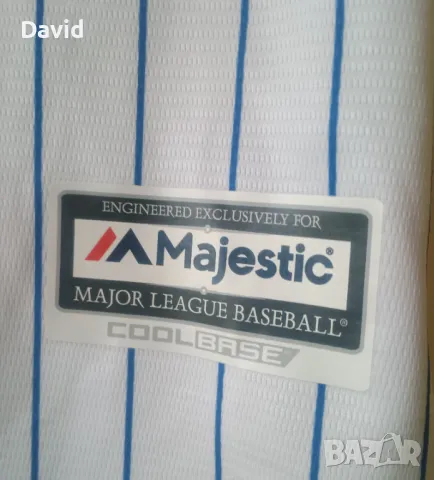 David
ENGINEERED EXCLUSIVELY FOR
Majestic®
MAJOR LEAGUE BASEBALL®
COOLBASE
BAZAR